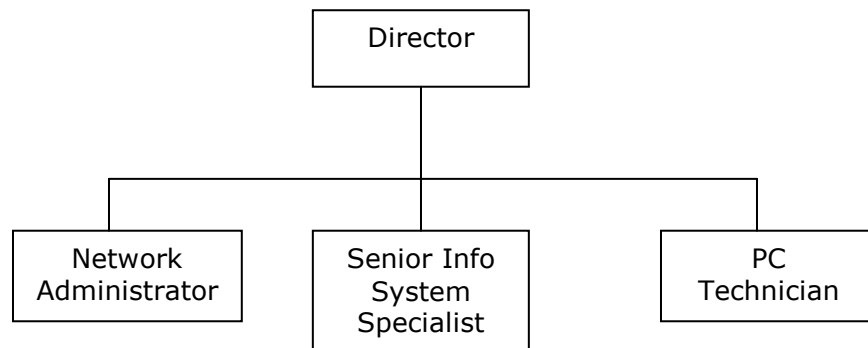 Director
Network
Administrator
Senior Info
System
Specialist
PC
Technician